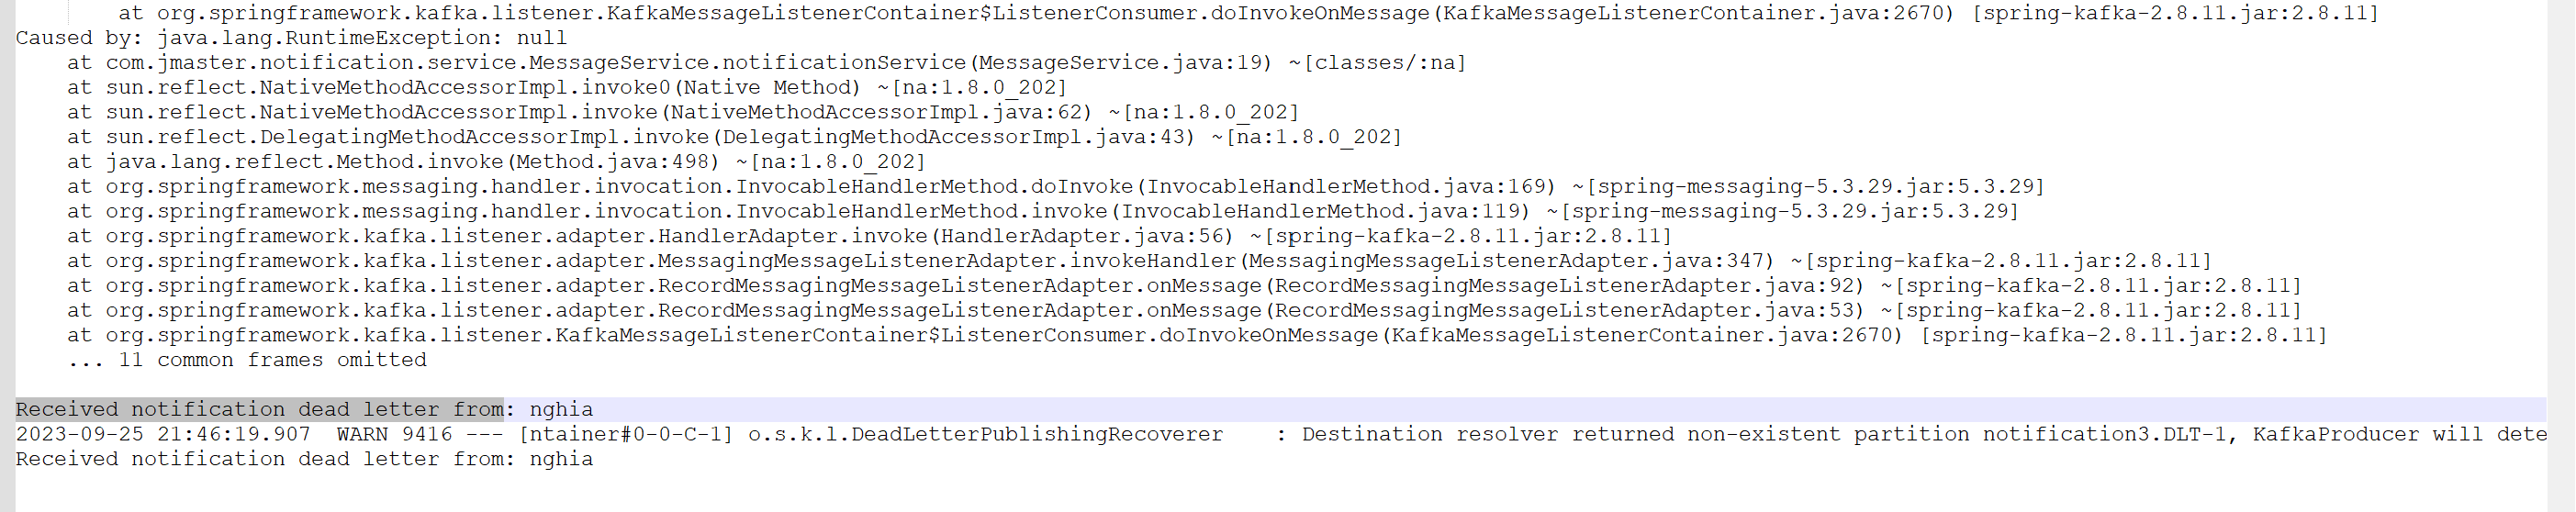 at org.springframework.kafka.listener.KafkaMessageListenerContainer$ListenerConsumer.doInvokeOnMessage(KafkaMessageListenerContainer.java:2670) [spring-kafka-2.8.11.jar:2.8.11]
Caused by: java.lang.RuntimeException: null
at com.jmaster.notification.service.MessageService.notificationService(MessageService.java:19) ~[classes/:na]
at sun.reflect.NativeMethodAccessorImpl.invoke0(Native Method) ~[na:1.8.0_202]
at sun.reflect.NativeMethodAccessorImpl.invoke(NativeMethodAccessorImpl.java:62) ~[na:1.8.0_202]
at sun.reflect.DelegatingMethodAccessorImpl.invoke(DelegatingMethodAccessorImpl.java:43) ~[na:1.8.0_202]
at java.lang.reflect.Method.invoke(Method.java:498) ~[na:1.8.0_202]
at org.springframework.messaging.handler.invocation.InvocableHandlerMethod.doInvoke(InvocableHandlerMethod.java:169) ~[spring-messaging-5.3.29.jar:5.3.29]
at org.springframework.messaging.handler.invocation.InvocableHandlerMethod.invoke(InvocableHandlerMethod.java:119) ~[spring-messaging-5.3.29.jar:5.3.29]
at org.springframework.kafka.listener.adapter.HandlerAdapter.invoke(HandlerAdapter.java:56) ~[spring-kafka-2.8.11.jar:2.8.11]
at org.springframework.kafka.listener.adapter.MessagingMessageListenerAdapter.invokeHandler(MessagingMessageListenerAdapter.java:347) ~[spring-kafka-2.8.11.jar:2.8.11]
at org.springframework.kafka.listener.adapter.RecordMessagingMessageListenerAdapter.onMessage(RecordMessagingMessageListenerAdapter.java:92) ~[spring-kafka-2.8.11.jar:2.8.11]
at org.springframework.kafka.listener.adapter.RecordMessagingMessageListenerAdapter.onMessage(RecordMessagingMessageListenerAdapter.java:53) ~[spring-kafka-2.8.11.jar:2.8.11]
at org.springframework.kafka.listener.KafkaMessageListenerContainer$ListenerConsumer.doInvokeOnMessage(KafkaMessageListenerContainer.java:2670) [spring-kafka-2.8.11.jar:2.8.11]
... 11 common frames omitted
Received notification dead letter from: nghia
2023-09-25 21:46:19.907  WARN 9416 --- [ntainer#0-0-C-1] o.s.k.l.DeadLetterPublishingRecoverer    : Destination resolver returned non-existent partition notification3.DLT-1, KafkaProducer will dete
Received notification dead letter from: nghia